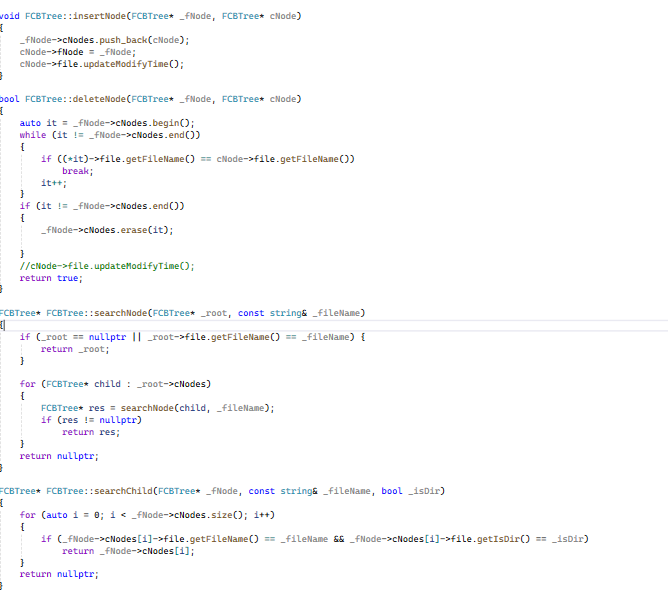 void FCBTree::insertNode(FCBTree* _fNode, FCBTree* cNode)
{
    _fNode->cNodes.push_back(cNode);
    cNode->fNode = _fNode;
    cNode->file.updateModifyTime();
}
bool FCBTree::deleteNode(FCBTree* _fNode, FCBTree* cNode)
{
    auto it = _fNode->cNodes.begin();
    while (it != _fNode->cNodes.end())
    {
        if ((*it)->file.getFileName() == cNode->file.getFileName())
            break;
        it++;
    }
    if (it != _fNode->cNodes.end())
    {
        _fNode->cNodes.erase(it);
    }
    //cNode->file.updateModifyTime();
    return true;
}
FCBTree* FCBTree::searchNode(FCBTree* _root, const string& _fileName)
{
    if (_root == nullptr || _root->file.getFileName() == _fileName) {
        return _root;
    }
    for (FCBTree* child : _root->cNodes)
    {
        FCBTree* res = searchNode(child, _fileName);
        if (res != nullptr)
            return res;
    }
    return nullptr;
}
FCBTree* FCBTree::searchChild(FCBTree* _fNode, const string& _fileName, bool _isDir)
{
    for (auto i = 0; i < _fNode->cNodes.size(); i++)
    {
        if (_fNode->cNodes[i]->file.getFileName() == _fileName && _fNode->cNodes[i]->file.getIsDir() == _isDir)
            return _fNode->cNodes[i];
    }
    return nullptr;
}